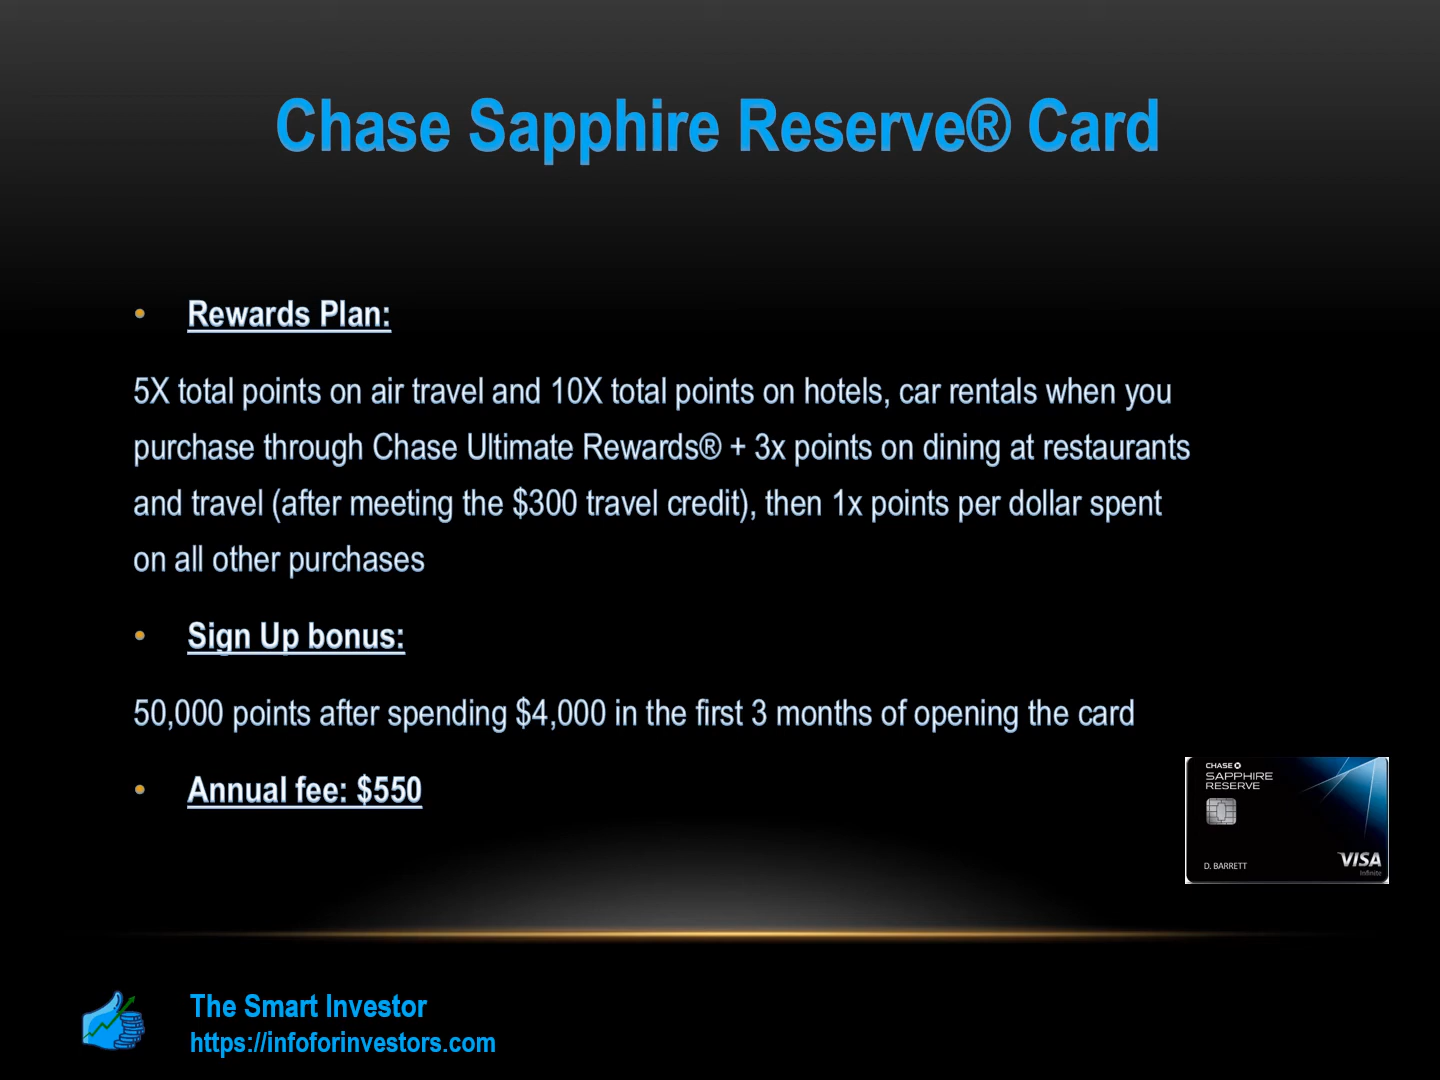 Chase Sapphire Reserve® Card
• Rewards Plan:
5X total points on air travel and 10X total points on hotels, car rentals when you
purchase through Chase Ultimate Rewards® + 3x points on dining at restaurants
and travel (after meeting the $300 travel credit), then 1x points per dollar spent
on all other purchases
• Sign Up bonus:
50,000 points after spending $4,000 in the first 3 months of opening the card
• Annual fee: $550
CHASE
SAPPHIRE
RESERVE
D. BARRETT
VISA
Infinite
The Smart Investor
https://infoforinvestors.com